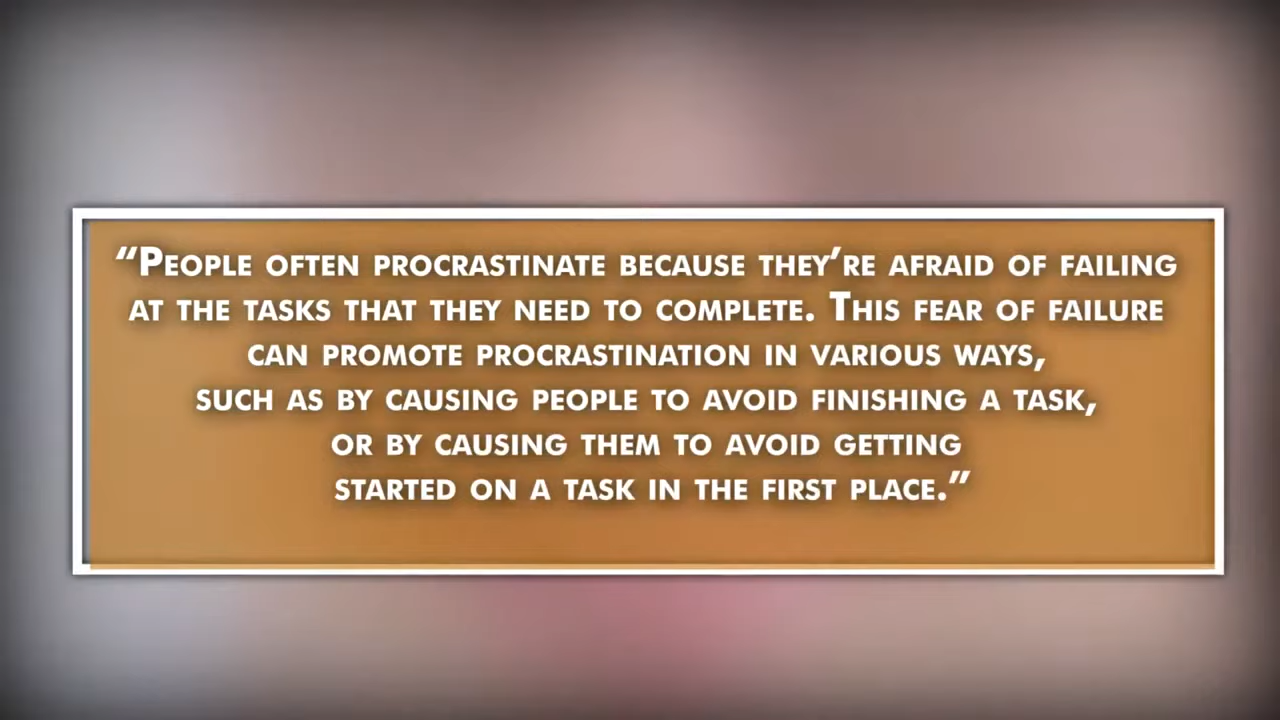 “People often procrastinate because they’re afraid of failing
at the tasks that they need to complete. This fear of failure
can promote procrastination in various ways,
such as by causing people to avoid finishing a task,
or by causing them to avoid getting
started on a task in the first place.”